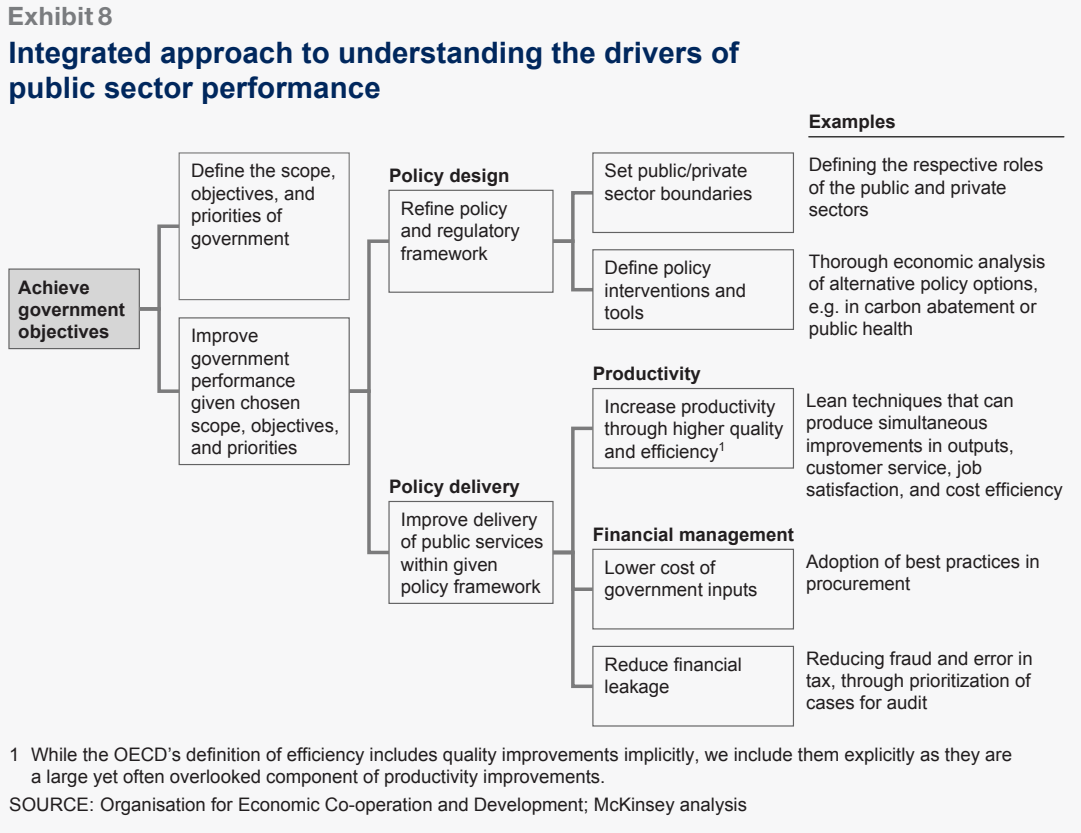 Exhibit 8
Integrated approach to understanding the drivers of
public sector performance
Achieve
government
objectives
Define the scope,
objectives, and
priorities of
government
Improve
government
performance
given chosen
scope, objectives,
and priorities
Policy design
Refine policy
and regulatory
framework
Policy delivery
Improve delivery
of public services
within given
policy framework
Set public/private
sector boundaries
Define policy
interventions and
tools
Productivity
Increase productivity
through higher quality
and efficiency¹
Financial management
Lower cost of
government inputs
Reduce financial
leakage
Examples
Defining the respective roles
of the public and private
sectors
Thorough economic analysis
of alternative policy options,
e.g. in carbon abatement or
public health
Lean techniques that can
produce simultaneous
improvements in outputs,
customer service, job
satisfaction, and cost efficiency
Adoption of best practices in
procurement
Reducing fraud and error in
tax, through prioritization of
cases for audit
1 While the OECD's definition of efficiency includes quality improvements implicitly, we include them explicitly as they are
a large yet often overlooked component of productivity improvements.
SOURCE: Organisation for Economic Co-operation and Development; McKinsey analysis